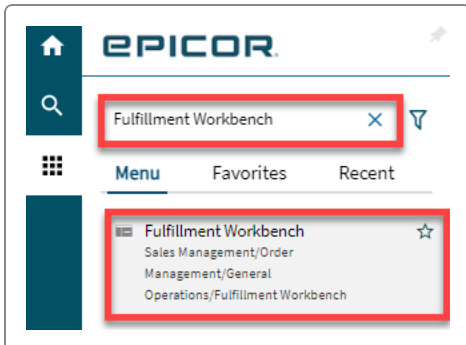 EPICOR
Fulfillment Workbench
Menu Favorites Recent
Fulfillment Workbench
Sales Management/Order
Management/General
Operations/Fulfillment Workbench